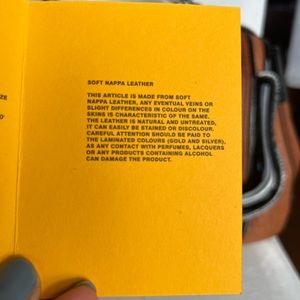 SOFT NAPPA LEATHER
THIS ARTICLE IS MADE FROM SOFT
NAPPA LEATHER, ANY EVENTUAL VEINS OR
SLIGHT DIFFERENCES IN COLOUR ON THE
SKINS IS CHARACTERISTIC OF THE SAME.
THE LEATHER IS NATURAL AND UNTREATED,
IT CAN EASILY BE STAINED OR DISCOLOUR.
CAREFUL ATTENTION SHOULD BE PAID TO
THE LAMINATED COLOURS (GOLD AND SILVER),
AS ANY CONTACT WITH PERFUMES, LACQUERS
OR ANY PRODUCTS CONTAINING ALCOHOL
CAN DAMAGE THE PRODUCT.